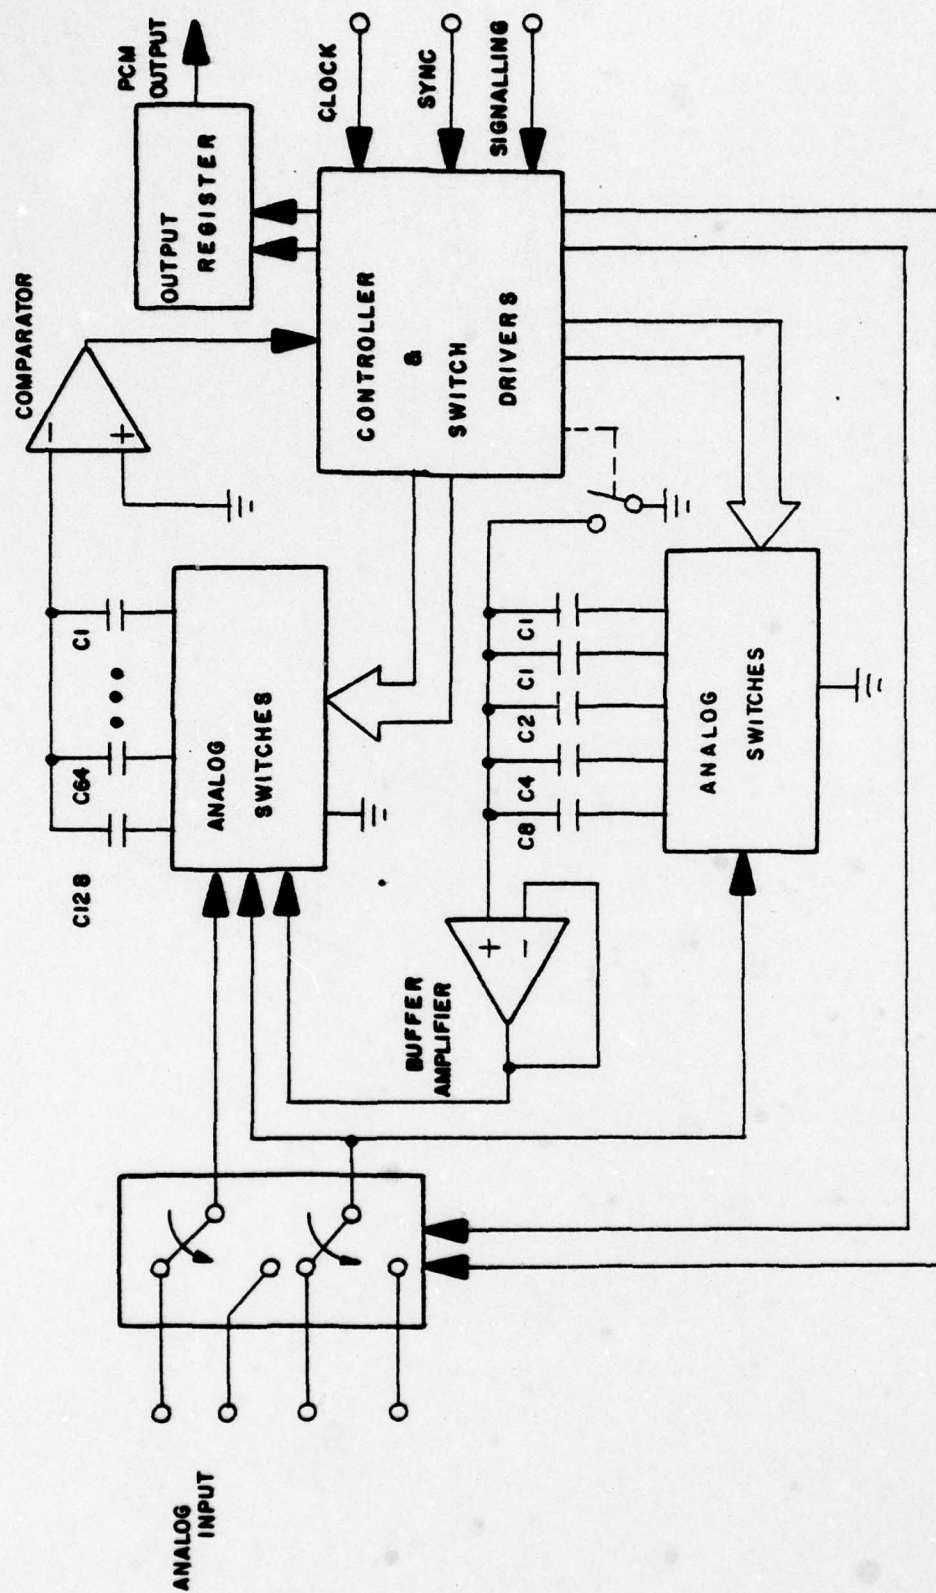 ANALOG
INPUT
C128
C64
C1
COMPARATOR
-
+
PCM
OUTPUT
OUTPUT
REGISTER
ANALOG
SWITCHES
CONTROLLER
&
SWITCH
DRIVERS
CLOCK
SYNC
SIGNALLING
BUFFER
AMPLIFIER
+
-
C8
C4
C2
C1
C1
ANALOG
SWITCHES